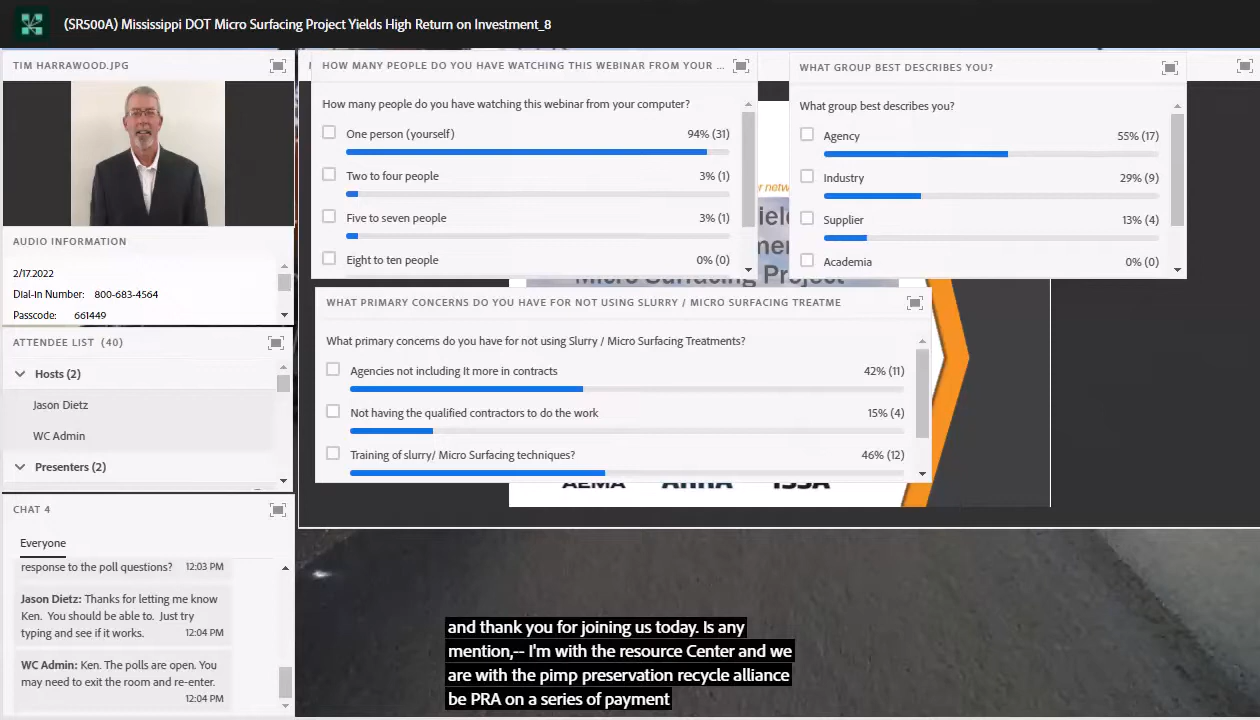 (SR500A) Mississippi DOT Micro Surfacing Project Yields High Return on Investment_8
TIM HARRAWOOD.JPG
AUDIO INFORMATION
2/17.2022
Dial-In Number: 800-683-4564
Passcode: 661449
ATTENDEE LIST (40)
Hosts (2)
Jason Dietz
WC Admin
Presenters (2)
CHAT 4
Everyone
response to the poll questions? 12:03 PM
Jason Dietz: Thanks for letting me know
Ken. You should be able to. Just try
typing and see if it works. 12:04 PM
WC Admin: Ken. The polls are open. You
may need to exit the room and re-enter.
12:04 PM
HOW MANY PEOPLE DO YOU HAVE WATCHING THIS WEBINAR FROM YOUR ...
How many people do you have watching this webinar from your computer?
One person (yourself) 94% (31)
Two to four people 3% (1)
Five to seven people 3% (1)
Eight to ten people 0% (0)
WHAT GROUP BEST DESCRIBES YOU?
What group best describes you?
Agency 55% (17)
Industry 29% (9)
Supplier 13% (4)
Academia 0% (0)
Micro Surfacing Project
WHAT PRIMARY CONCERNS DO YOU HAVE FOR NOT USING SLURRY / MICRO SURFACING TREATME
What primary concerns do you have for not using Slurry / Micro Surfacing Treatments?
Agencies not including It more in contracts 42% (11)
Not having the qualified contractors to do the work 15% (4)
Training of slurry/ Micro Surfacing techniques? 46% (12)
AEMA ARRA ISSA
and thank you for joining us today. Is any
mention,-- I'm with the resource Center and we
are with the pimp preservation recycle alliance
be PRA on a series of payment